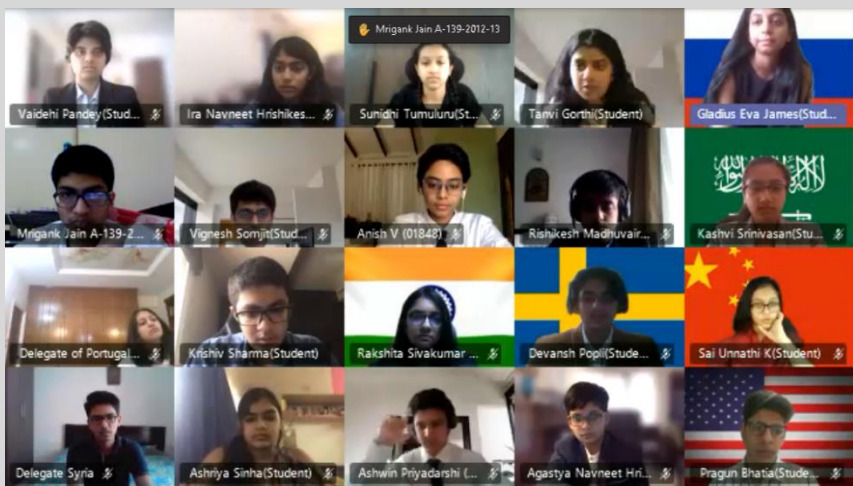 Mrigank Jain A-139-2012-13
Vaidehi Pandey(Stud...
Ira Navneet Hrishikes...
Sunidhi Tumuluru(St...
Tanvi Gorthi(Student)
Gladius Eva James(Stud...
Mrigank Jain A-139-2...
Vignesh Somjit(Stud...
Anish V (01848)
Rishikesh Madhuvair...
Kashvi Srinivasan(Stu...
Delegate of Portugal...
Krishiv Sharma(Student)
Rakshita Sivakumar ...
Devansh Popli(Stude...
Sai Unnathi K(Student)
Delegate Syria
Ashriya Sinha(Student)
Ashwin Priyadarshi (...
Agastya Navneet Hri...
Pragun Bhatia(Stude...